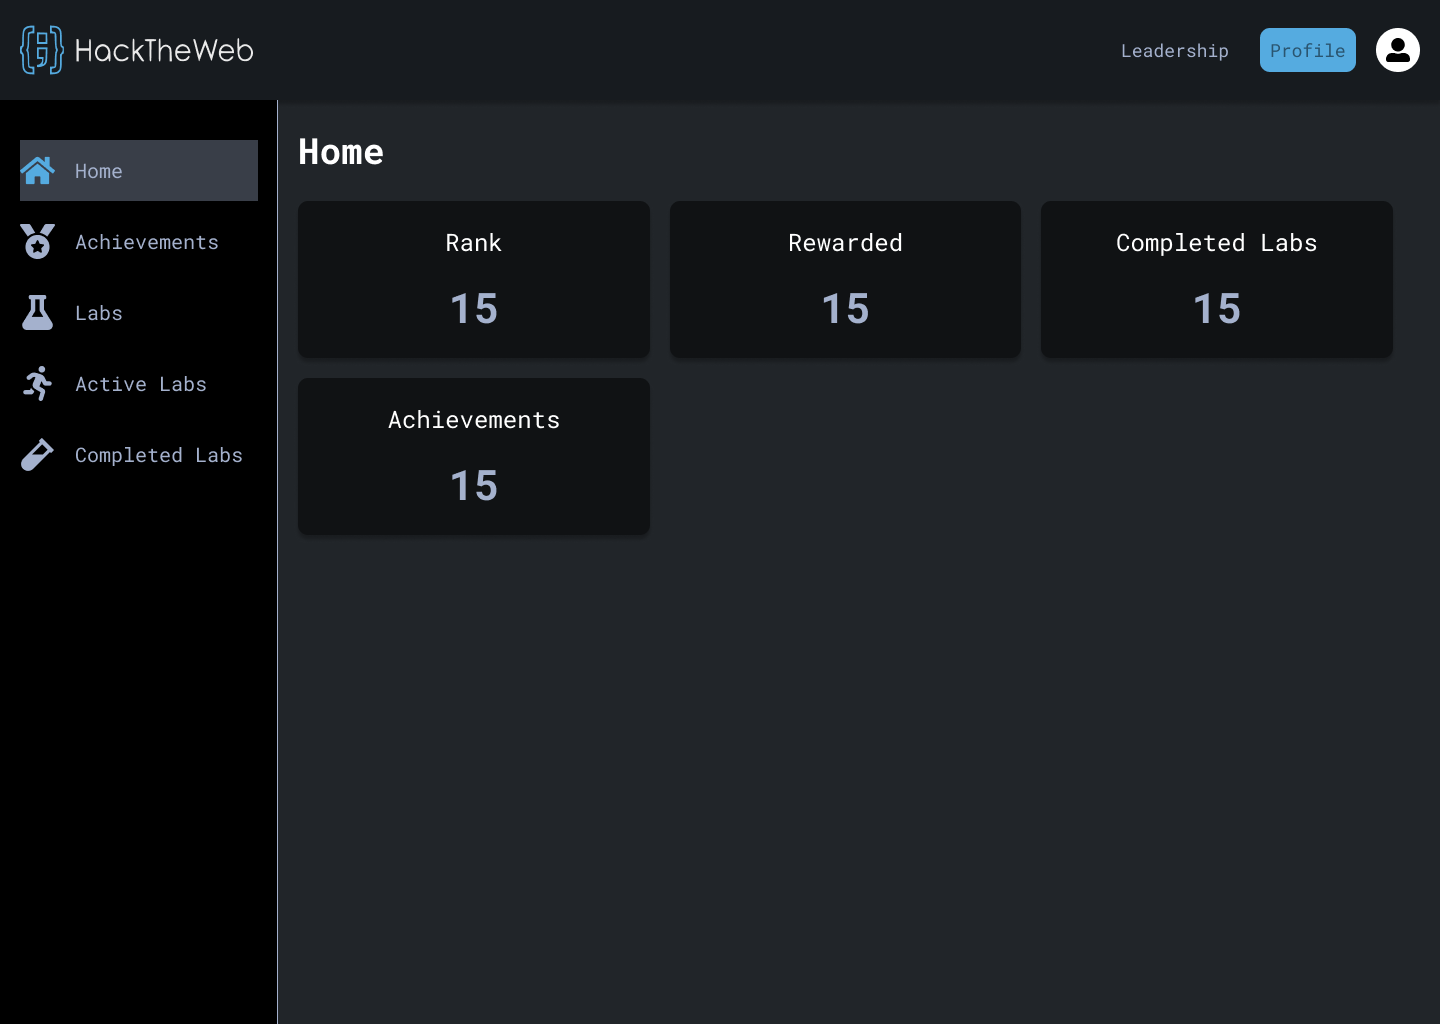 HackTheWeb
Leadership
Profile
Home
Achievements
Labs
Active Labs
Completed Labs
Home
Rank
15
Rewarded
15
Completed Labs
15
Achievements
15